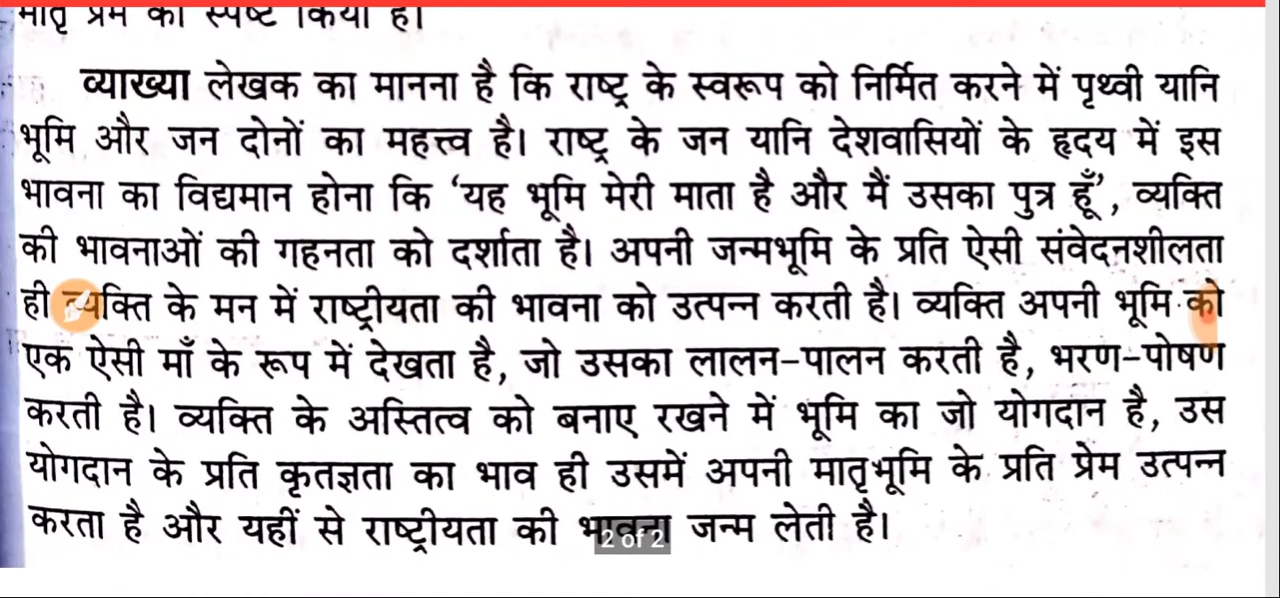 मातृ प्रेम को स्पष्ट किया है।
व्याख्या लेखक का मानना है कि राष्ट्र के स्वरूप को निर्मित करने में पृथ्वी यानि
भूमि और जन दोनों का महत्त्व है। राष्ट्र के जन यानि देशवासियों के हृदय में इस
भावना का विद्यमान होना कि ‘यह भूमि मेरी माता है और मैं उसका पुत्र हूँ’, व्यक्ति
की भावनाओं की गहनता को दर्शाता है। अपनी जन्मभूमि के प्रति ऐसी संवेदनशीलता
ही व्यक्ति के मन में राष्ट्रीयता की भावना को उत्पन्न करती है। व्यक्ति अपनी भूमि को
एक ऐसी माँ के रूप में देखता है, जो उसका लालन-पालन करती है, भरण-पोषण
करती है। व्यक्ति के अस्तित्व को बनाए रखने में भूमि का जो योगदान है, उस
योगदान के प्रति कृतज्ञता का भाव ही उसमें अपनी मातृभूमि के प्रति प्रेम उत्पन्न
करता है और यहीं से राष्ट्रीयता की भावना जन्म लेती है।
2 of 2